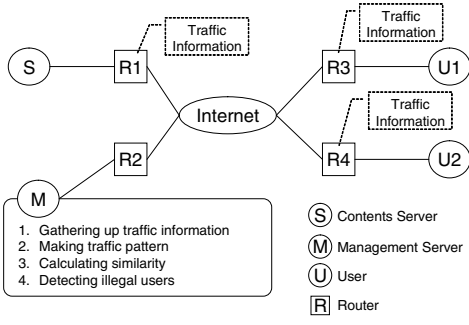 Traffic
Information
Traffic
Information
S
R1
R3
U1
Internet
Traffic
Information
R2
R4
U2
M
1. Gathering up traffic information
2. Making traffic pattern
3. Calculating similarity
4. Detecting illegal users
S Contents Server
M Management Server
U User
R Router